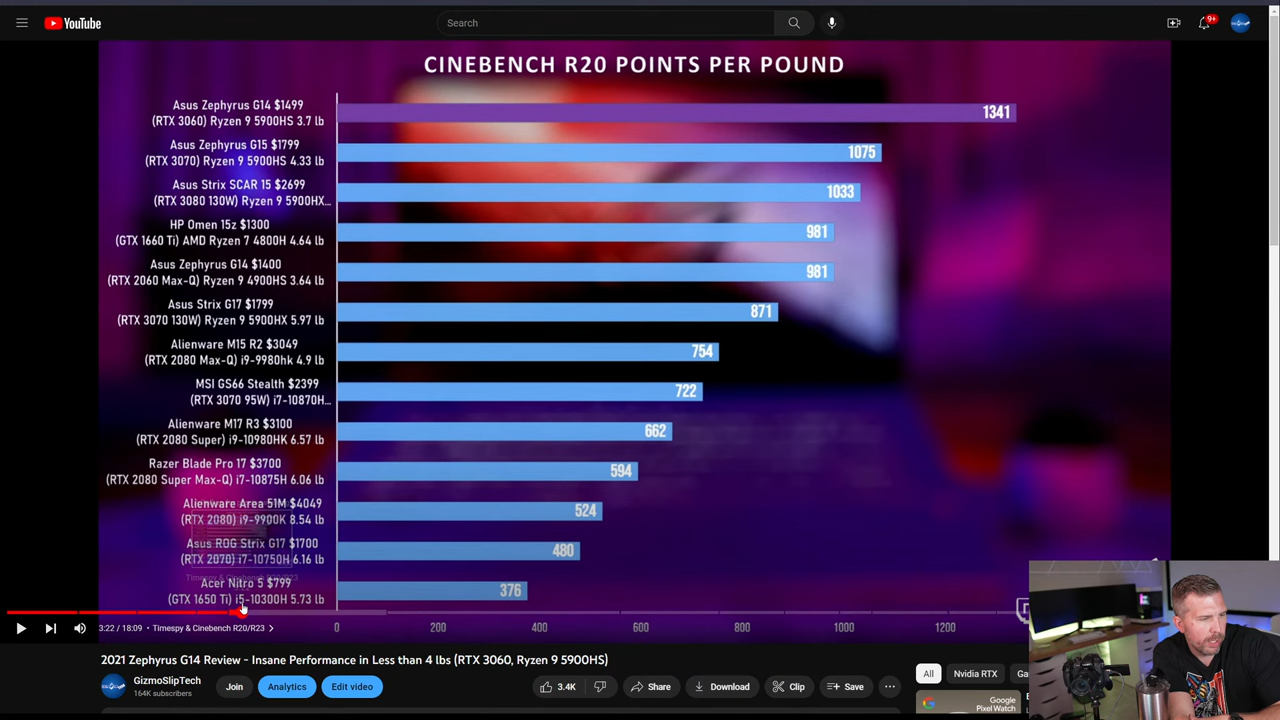 YouTube
Search
9+
CINEBENCH R20 POINTS PER POUND
Asus Zephyrus G14 $1499
(RTX 3060) Ryzen 9 5900HS 3.7 lb
1341
Asus Zephyrus G15 $1799
(RTX 3070) Ryzen 9 5900HS 4.33 lb
1075
Asus Strix SCAR 15 $2699
(RTX 3080 130W) Ryzen 9 5900HX...
1033
HP Omen 15z $1300
(GTX 1660 Ti) AMD Ryzen 7 4800H 4.64 lb
981
Asus Zephyrus G14 $1400
(RTX 2060 Max-Q) Ryzen 9 4900HS 3.64 lb
981
Asus Strix G17 $1799
(RTX 3070 130W) Ryzen 9 5900HX 5.97 lb
871
Alienware M15 R2 $3049
(RTX 2080 Max-Q) i9-9980hk 4.9 lb
754
MSI GS66 Stealth $2399
(RTX 3070 95W) i7-10870H...
722
Alienware M17 R3 $3100
(RTX 2080 Super) i9-10980HK 6.57 lb
662
Razer Blade Pro 17 $3700
(RTX 2080 Super Max-Q) i7-10875H 6.06 lb
594
Alienware Area 51M $4049
(RTX 2080) i9-9900K 8.54 lb
524
Asus ROG Strix G17 $1700
(RTX 2070) i7-10750H 6.16 lb
480
Acer Nitro 5 $799
(GTX 1650 Ti) i5-10300H 5.73 lb
376
0 200 400 600 800 1000 1200
3:22 / 18:09 • Timespy & Cinebench R20/R23
2021 Zephyrus G14 Review - Insane Performance in Less than 4 lbs (RTX 3060, Ryzen 9 5900HS)
GizmoSlipTech
164K subscribers
Join
Analytics
Edit video
3.4K
Share
Download
Clip
Save
All
Nvidia RTX
Ga
Google
Pixel Watch